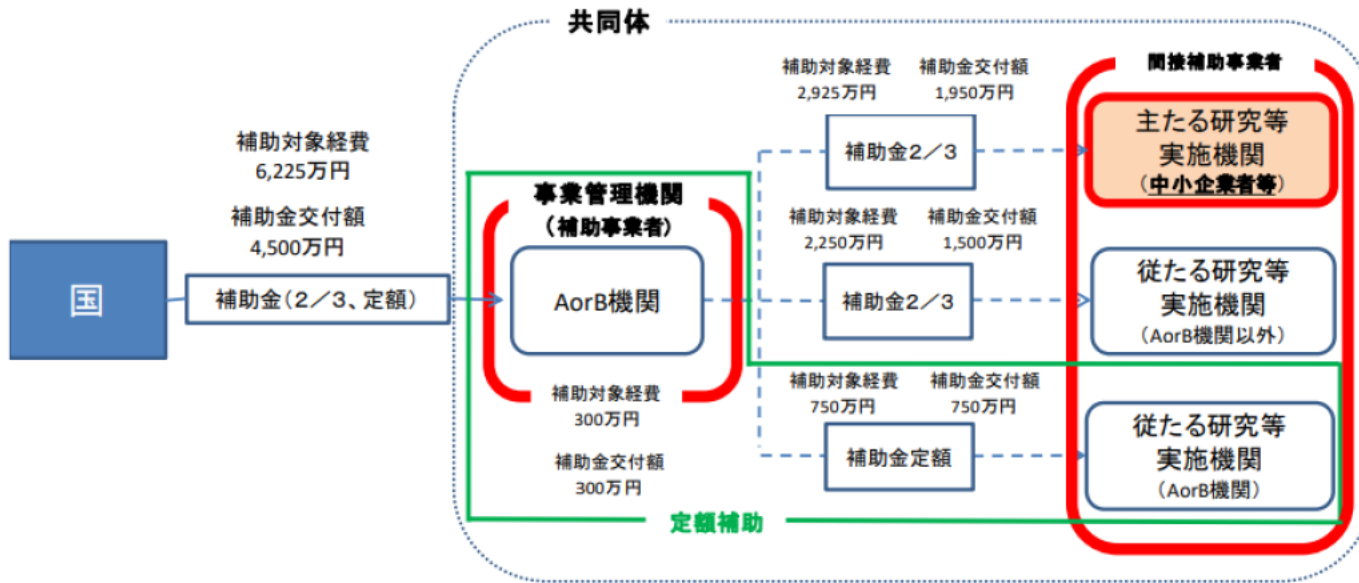 共同体
補助対象経費
6,225万円
補助金交付額
4,500万円
国
補助金(2/3、定額)
事業管理機関
(補助事業者)
AorB機関
補助対象経費
300万円
補助金交付額
300万円
補助対象経費 補助金交付額
2,925万円 1,950万円
補助金2/3
補助対象経費 補助金交付額
2,250万円 1,500万円
補助金2/3
補助対象経費 補助金交付額
750万円 750万円
補助金定額
間接補助事業者
主たる研究等
実施機関
(中小企業者等)
従たる研究等
実施機関
(AorB機関以外)
従たる研究等
実施機関
(AorB機関)
定額補助